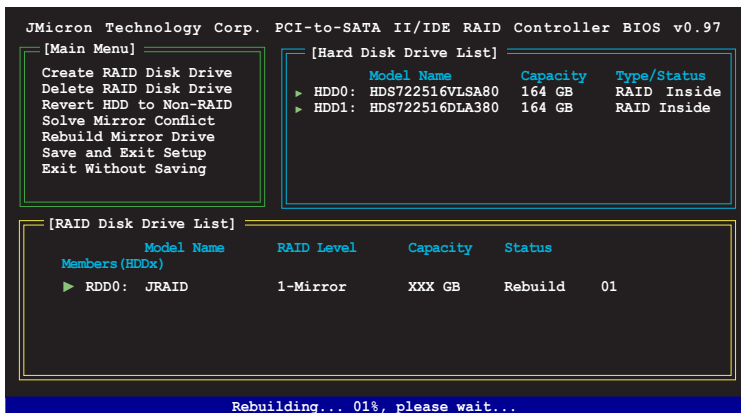 JMicron Technology Corp. PCI-to-SATA II/IDE RAID Controller BIOS v0.97
[Main Menu]
Create RAID Disk Drive
Delete RAID Disk Drive
Revert HDD to Non-RAID
Solve Mirror Conflict
Rebuild Mirror Drive
Save and Exit Setup
Exit Without Saving
[Hard Disk Drive List]
Model Name Capacity Type/Status
HDD0: HDS722516VLSA80 164 GB RAID Inside
HDD1: HDS722516DLA380 164 GB RAID Inside
[RAID Disk Drive List]
Model Name RAID Level Capacity Status
Members(HDDx)
RDD0: JRAID 1-Mirror XXX GB Rebuild 01
Rebuilding... 01%, please wait...